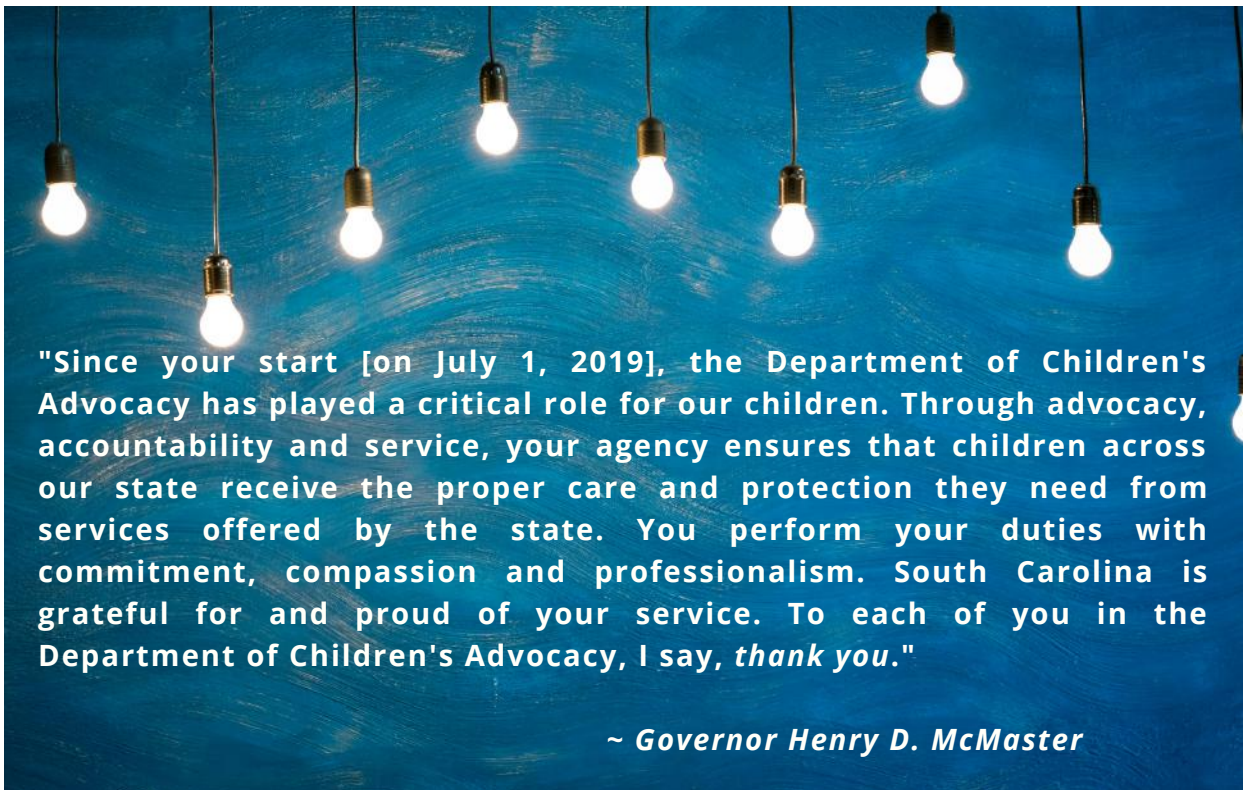 "Since your start [on July 1, 2019], the Department of Children's
Advocacy has played a critical role for our children. Through advocacy,
accountability and service, your agency ensures that children across
our state receive the proper care and protection they need from
services offered by the state. You perform your duties with
commitment, compassion and professionalism. South Carolina is
grateful for and proud of your service. To each of you in the
Department of Children's Advocacy, I say, thank you."
~ Governor Henry D. McMaster